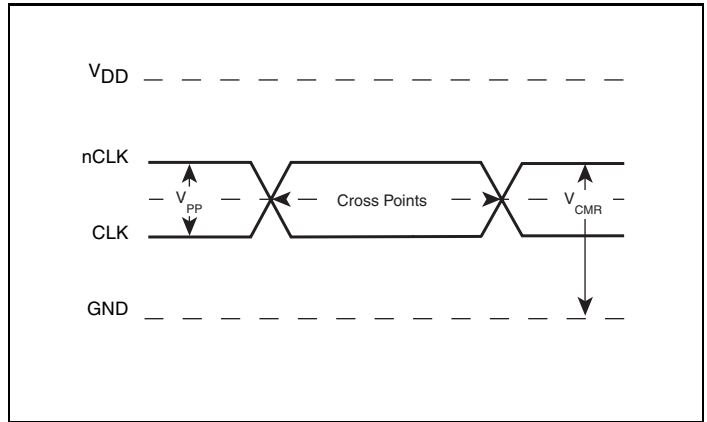 VDD
nCLK
VPP
Cross Points
VCMR
CLK
GND